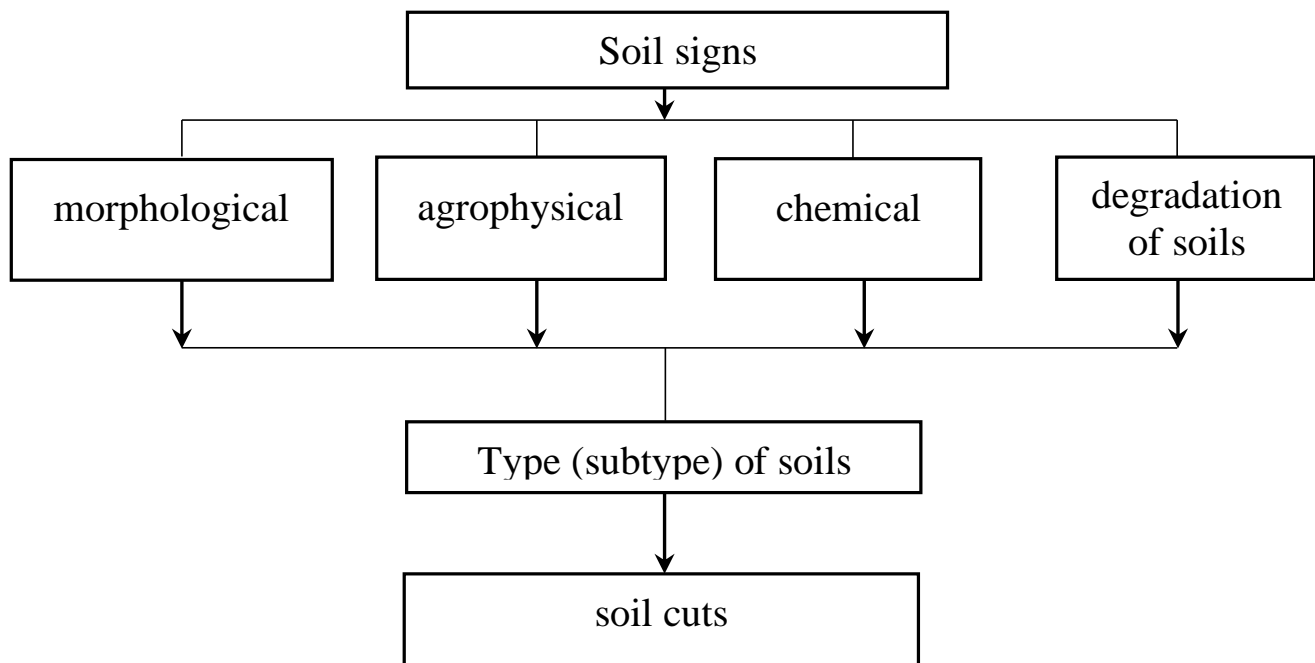 Soil signs
morphological
agrophysical
chemical
degradation
of soils
Type (subtype) of soils
soil cuts